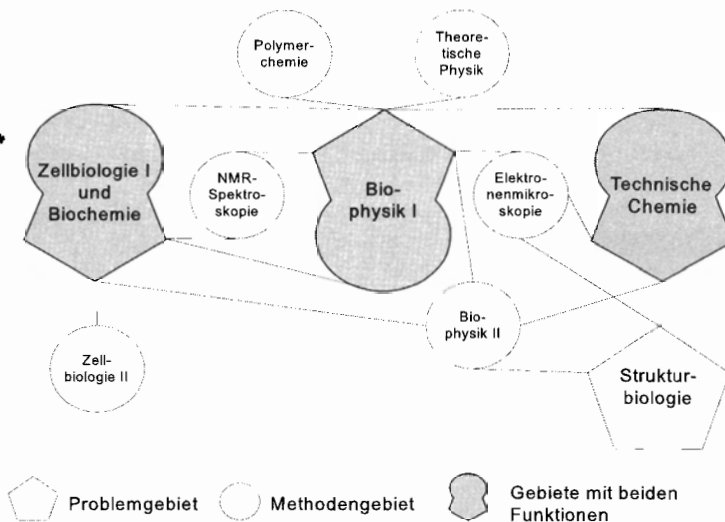 Polymer-
chemie
Theore-
tische
Physik
Zellbiologie I
und
Biochemie
NMR-
Spektro-
skopie
Bio-
physik I
Elektro-
nenmikro-
skopie
Technische
Chemie
Zell-
biologie II
Bio-
physik II
Struktur-
biologie
Problemgebiet
Methodengebiet
Gebiete mit beiden
Funktionen